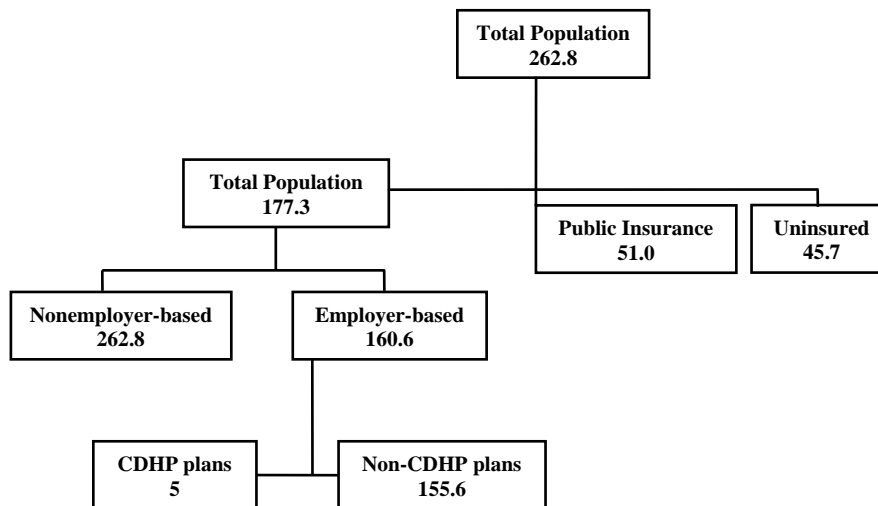 Total Population
262.8
Total Population
177.3
Public Insurance
51.0
Uninsured
45.7
Nonemployer-based
262.8
Employer-based
160.6
CDHP plans
5
Non-CDHP plans
155.6